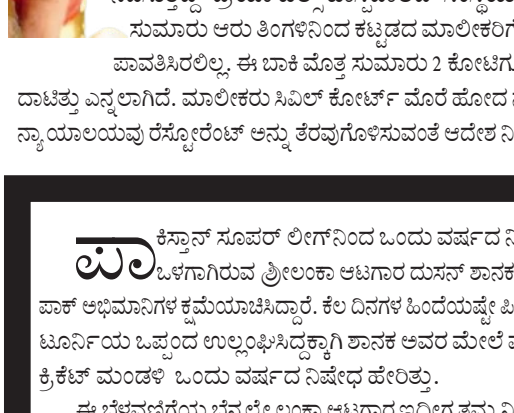 ಸುಮಾರು ಆರು ತಿಂಗಳಿನಿಂದ ಕಟ್ಟಡದ
ಪಾವತಿಸಿರಲಿಲ್ಲ. ಈ ಬಾಕಿ ಮೊತ್ತ ಸುಮಾರು 2
ದಾಟಿತ್ತು ಎನ್ನಲಾಗಿದೆ. ಮಾಲೀಕರು ಸಿವಿಲ್ ಕೋರ್ಟ್ ಮೊರೆ ಹೋದ
ನ್ಯಾಯಾಲಯವು ರೆಸ್ಟೋರೆಂಟ್ ಅನ್ನು ತೆರವುಗೊಳಿಸುವಂತೆ ಆದೇಶ
ಪಾಕಿಸ್ತಾನ್ ಸೂಪರ್ ಲೀಗ್‌ನಿಂದ ಒಂದು ವರ್ಷದ
ಒಳಗಾಗಿರುವ ಶ್ರೀಲಂಕಾ ಆಟಗಾರ ದುಸನ್ ಶಾನಕ
ಪಾಕ್ ಅಭಿಮಾನಿಗಳ ಕ್ಷಮೆಯಾಚಿಸಿದ್ದಾರೆ. ಕೆಲ ದಿನಗಳ ಹಿಂದೆಯಷ್ಟೇ
ಟೂರ್ನಿಯ ಒಪ್ಪಂದ ಉಲ್ಲಂಘಿಸಿದ್ದಕ್ಕಾಗಿ ಶಾನಕ ಅವರ ಮೇಲೆ
ಕ್ರಿಕೆಟ್ ಮಂಡಳಿ ಒಂದು ವರ್ಷದ ನಿಷೇಧ ಹೇರಿತ್ತು.